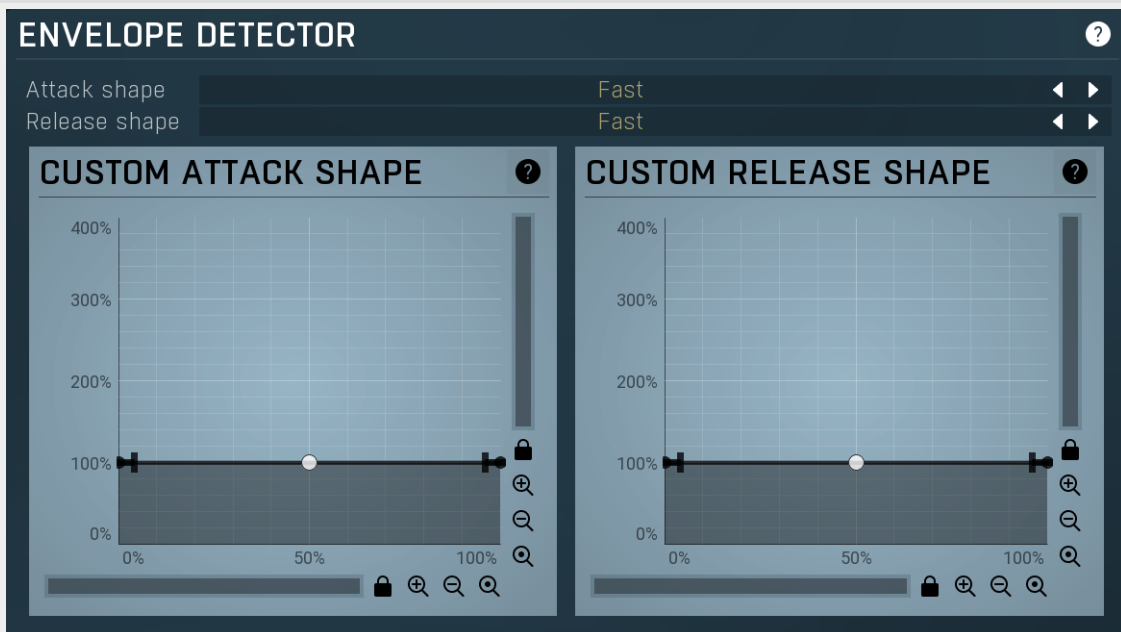 ENVELOPE DETECTOR ?
Attack shape Fast
Release shape Fast
CUSTOM ATTACK SHAPE ?
400%
300%
200%
100%
0%
0% 50% 100%
CUSTOM RELEASE SHAPE ?
400%
300%
200%
100%
0%
0% 50% 100%